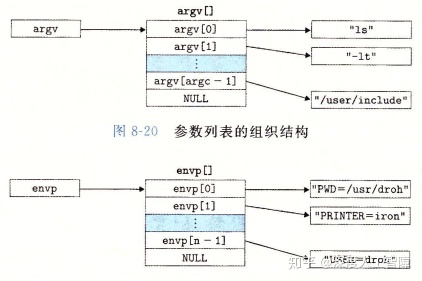 argv[]
argv
argv[0]
"ls"
argv[1]
"-lt"
⋮
argv[argc-1]
"/user/include"
NULL
图 8-20 参数列表的组织结构
envp[]
envp
envp[0]
"PWD=/usr/droh"
envp[1]
"PRINTER=iron"
⋮
envp[n-1]
"USER=droh"
NULL
知乎